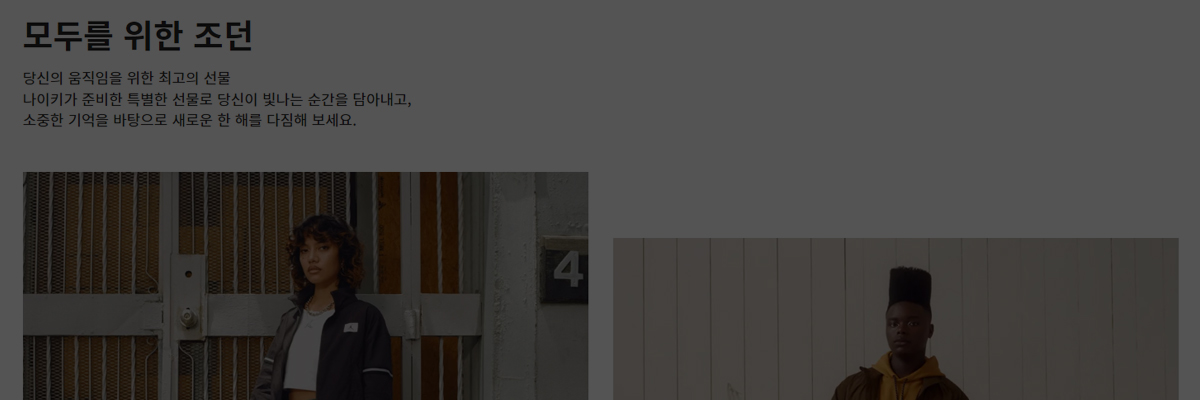 모두를 위한 조던
당신의 움직임을 위한 최고의 선물
나이키가 준비한 특별한 선물로 당신이 빛나는 순간을 담아내고,
소중한 기억을 바탕으로 새로운 한 해를 다짐해 보세요.
4